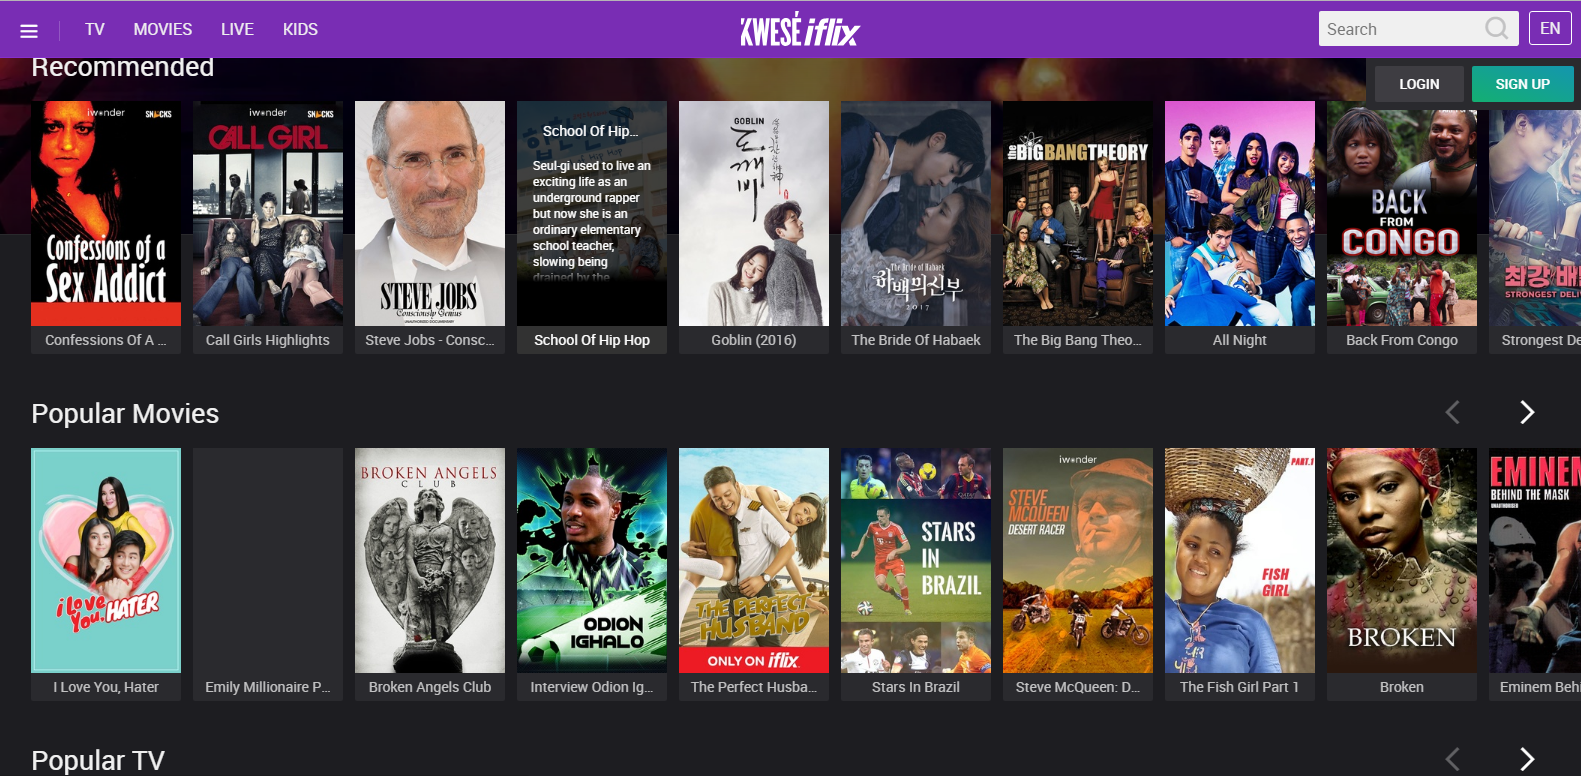 TV MOVIES LIVE KIDS
KWESÉ iflix
Search
EN
LOGIN SIGN UP
Recommended
iwonder SNACKS
Confessions of a
Sex Addict
Confessions Of A ...
iwonder SNACKS
CALL GIRL
Call Girls Highlights
STEVE JOBS
Consciously Genius
UNAUTHORISED DOCUMENTARY
Steve Jobs - Consc...
School Of Hip...
Seul-gi used to live an
exciting life as an
underground rapper
but now she is an
ordinary elementary
school teacher,
slowing being
drained by the
School Of Hip Hop
GOBLIN
도깨비
Goblin (2016)
The Bride of Habaek
하백의 신부
2017
The Bride Of Habaek
the BIG BANG THEORY
The Big Bang Theo...
All Night
BACK
FROM
CONGO
Back From Congo
최강배
STRONGEST DELI
Strongest De
Popular Movies
i Love
You, HATER
I Love You, Hater
Emily Millionaire P...
BROKEN ANGELS
CLUB
Broken Angels Club
ODION
IGHALO
Interview Odion Ig...
THE PERFECT
HUSBAND
ONLY ON iflix
The Perfect Husba...
STARS
IN
BRAZIL
Stars In Brazil
iwonder
STEVE
MCQUEEN
DESERT RACER
Steve McQueen: D...
PART.1
FISH
GIRL
The Fish Girl Part 1
BROKEN
Broken
EMINEM
BEHIND THE MASK
UNAUTHORISED
Eminem Behi
Popular TV